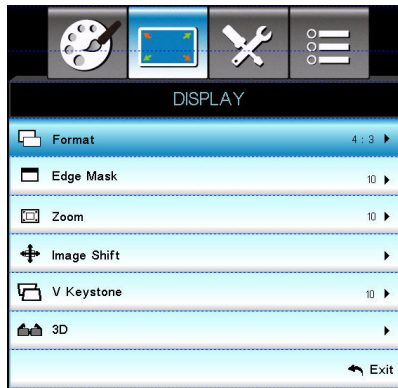 DISPLAY
Format 4 : 3
Edge Mask 10
Zoom 10
Image Shift
V Keystone 10
3D
Exit